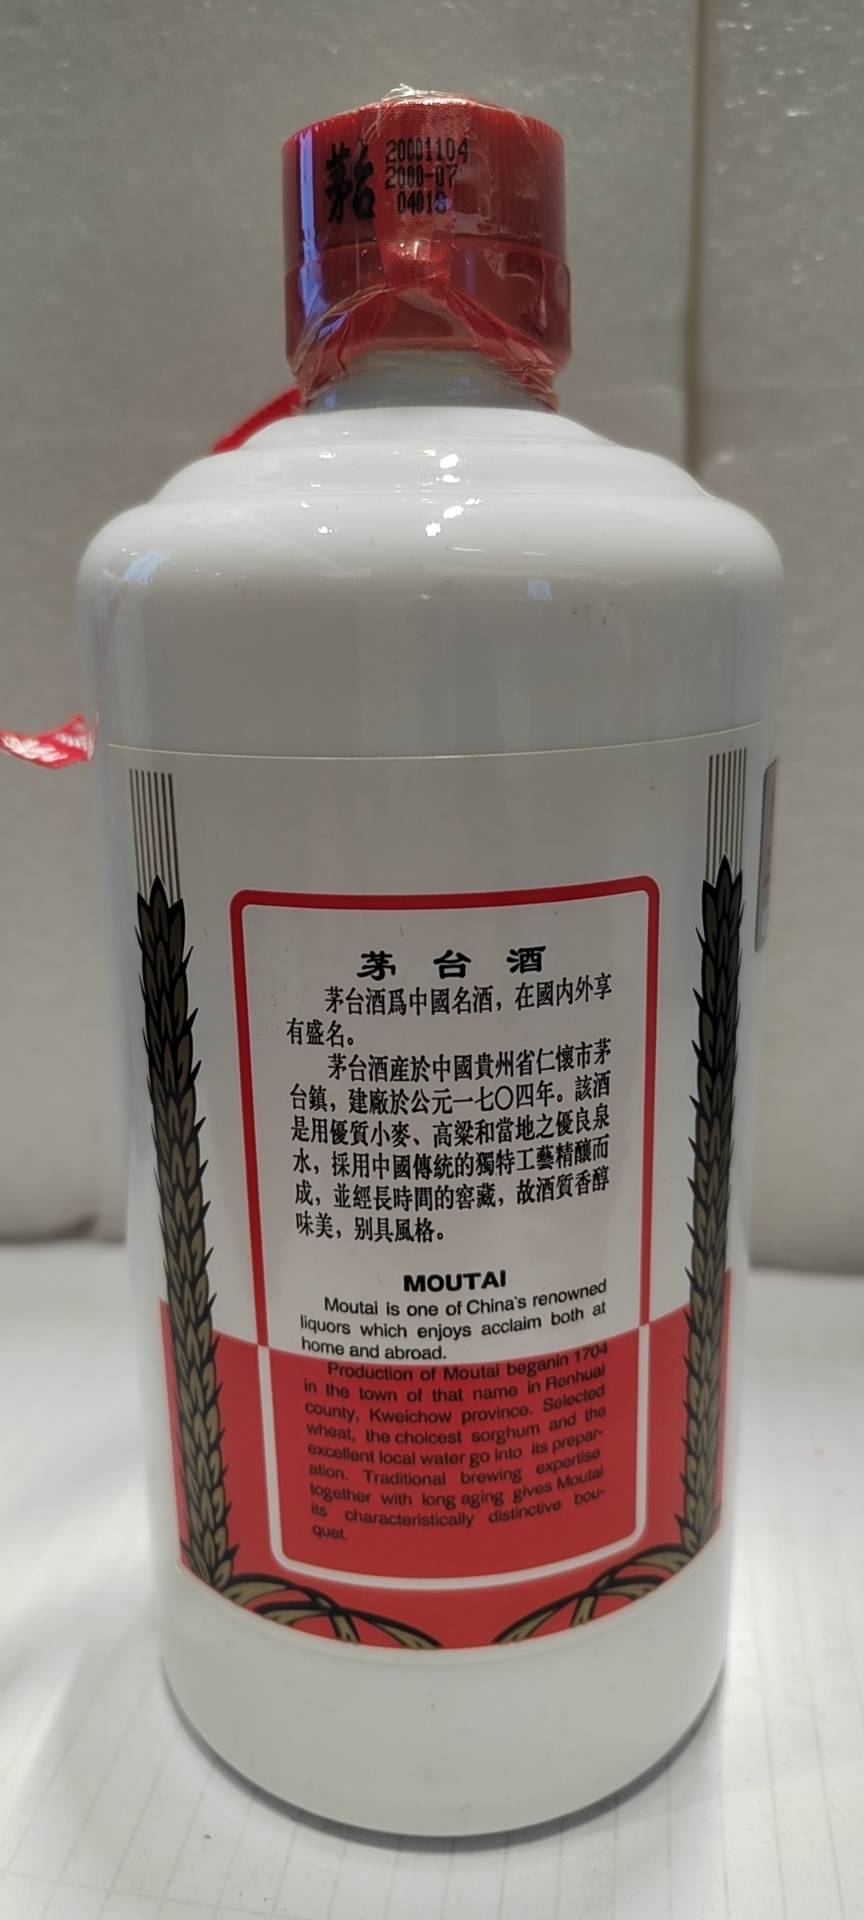 茅台
20001104
2000-07
04018
茅台酒
茅台酒爲中國名酒，在國内外享
有盛名。
茅台酒産於中國貴州省仁懷市茅
台鎮，建廠於公元一七〇四年。該酒
是用優質小麥、高粱和當地之優良泉
水，採用中國傳統的獨特工藝精釀而
成，並經長時間的窖藏，故酒質香醇
味美，别具風格。
MOUTAI
Moutai is one of China's renowned
liquors which enjoys acclaim both at
home and abroad.
Production of Moutai beganin 1704
in the town of that name in Renhuai
county, Kweichow province. Selected
wheat, the choicest sorghum and the
excellent local water go into its prepar-
ation. Traditional brewing expertise
together with long aging gives Moutai
its characteristically distinctive bou-
quet.